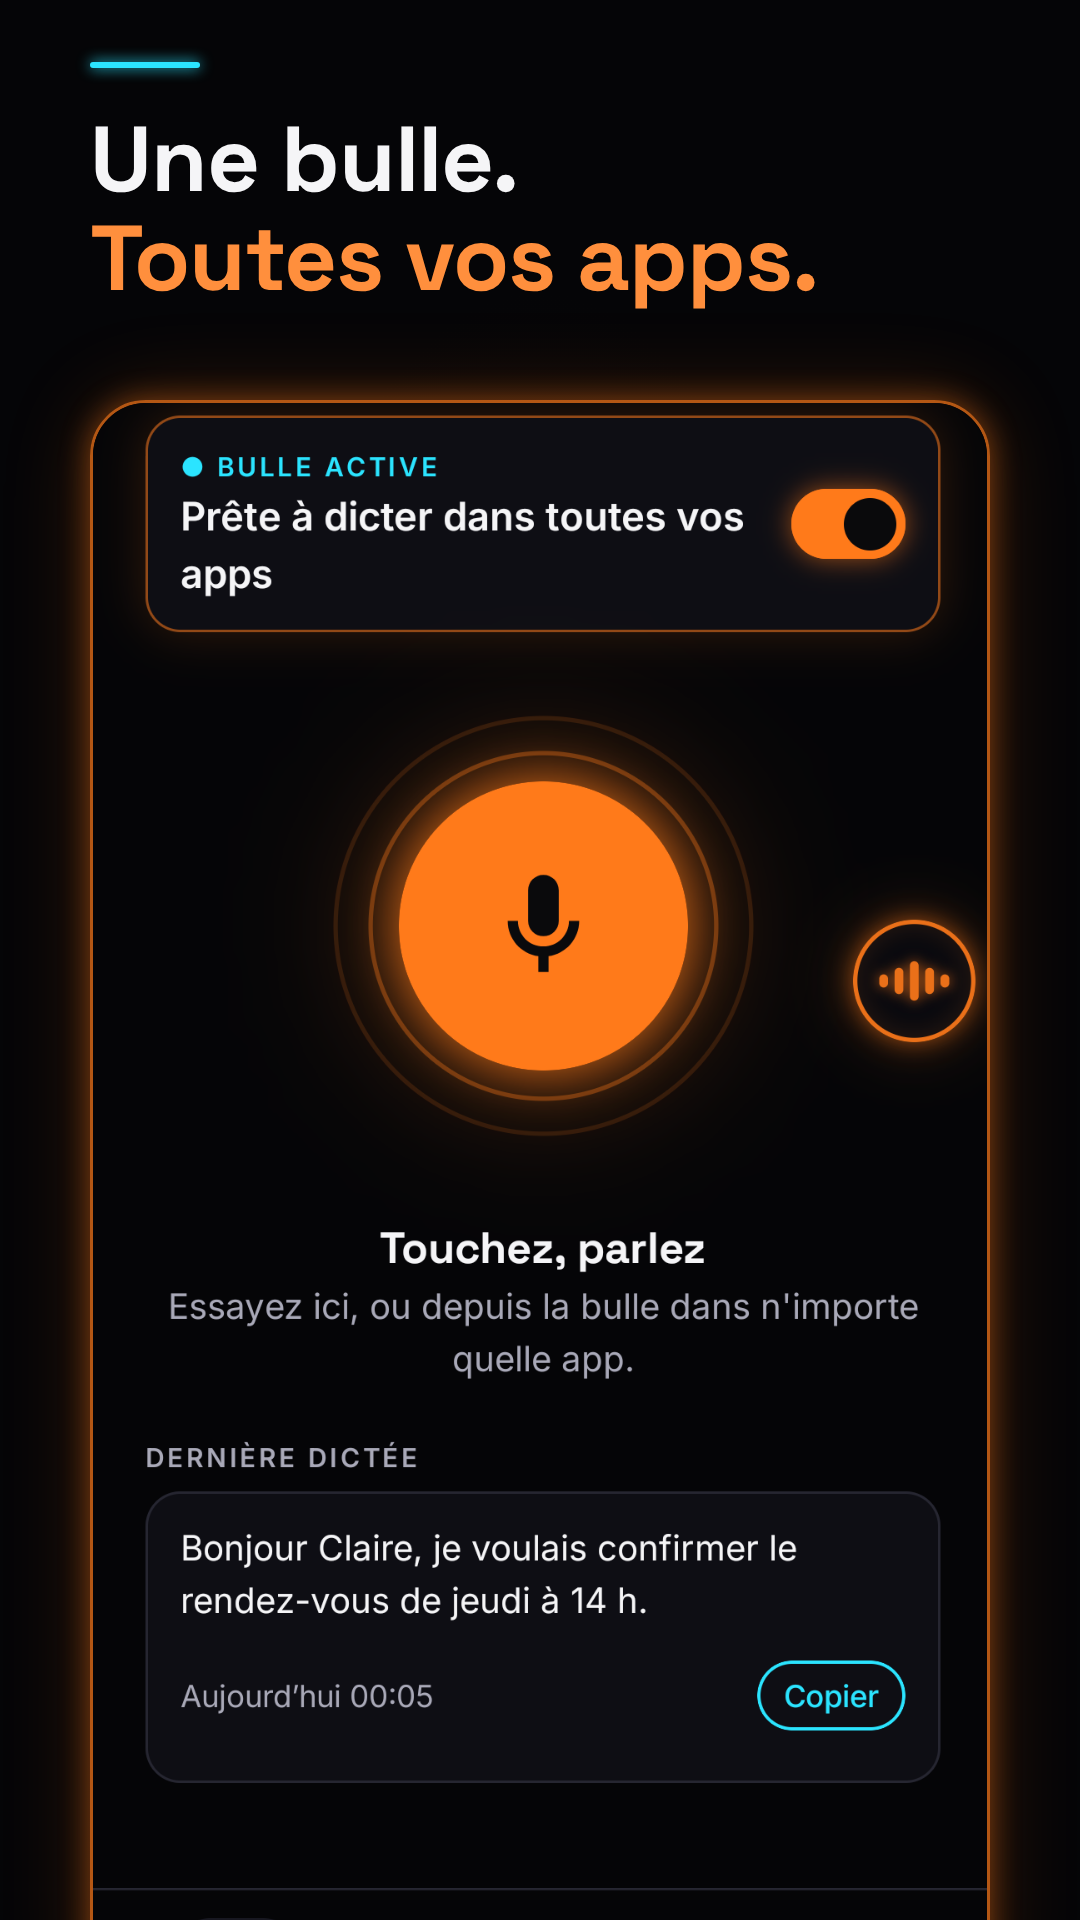 Une bulle.
Toutes vos apps.
BULLE ACTIVE
Prête à dicter dans toutes vos
apps
Touchez, parlez
Essayez ici, ou depuis la bulle dans n'importe
quelle app.
DERNIÈRE DICTÉE
Bonjour Claire, je voulais confirmer le
rendez-vous de jeudi à 14 h.
Aujourd’hui 00:05
Copier